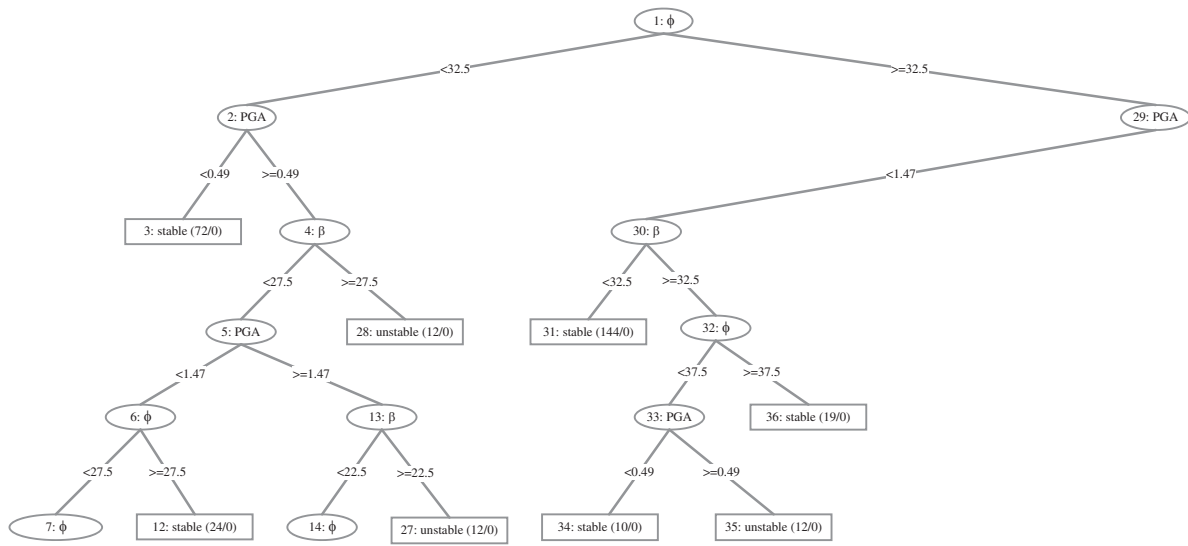 1: ϕ
<32.5
>=32.5
2: PGA
29: PGA
<0.49
>=0.49
<1.47
3: stable (72/0)
4: β
30: β
<27.5
>=27.5
<32.5
>=32.5
5: PGA
28: unstable (12/0)
31: stable (144/0)
32: ϕ
<1.47
>=1.47
<37.5
>=37.5
6: ϕ
13: β
33: PGA
36: stable (19/0)
<27.5
>=27.5
<22.5
>=22.5
<0.49
>=0.49
7: ϕ
12: stable (24/0)
14: ϕ
27: unstable (12/0)
34: stable (10/0)
35: unstable (12/0)